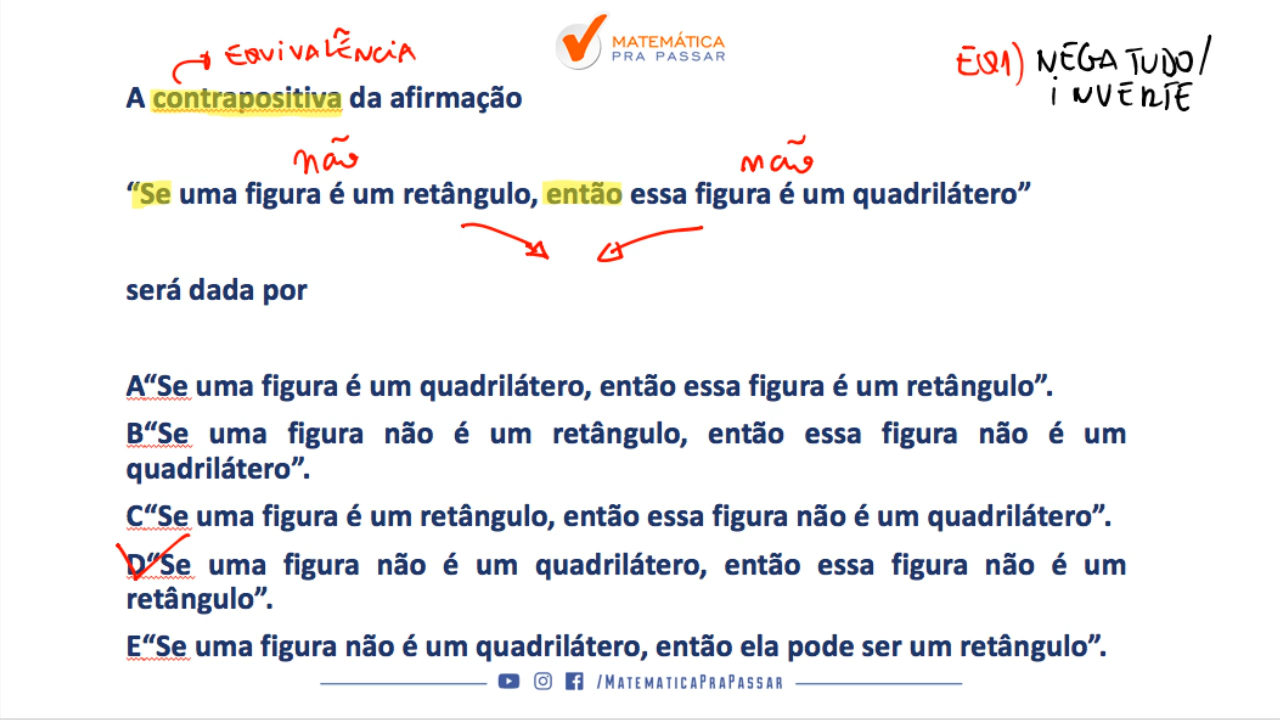 EQUIVALÊNCIA
MATEMÁTICA
PRA PASSAR
EQ1) NEGA TUDO/
INVERTE
A contrapositiva da afirmação
não não
“Se uma figura é um retângulo, então essa figura é um quadrilátero”
será dada por
A“Se uma figura é um quadrilátero, então essa figura é um retângulo”.
B“Se uma figura não é um retângulo, então essa figura não é um
quadrilátero”.
C“Se uma figura é um retângulo, então essa figura não é um quadrilátero”.
D“Se uma figura não é um quadrilátero, então essa figura não é um
retângulo”.
E“Se uma figura não é um quadrilátero, então ela pode ser um retângulo”.
/MATEMATICAPRAPASSAR